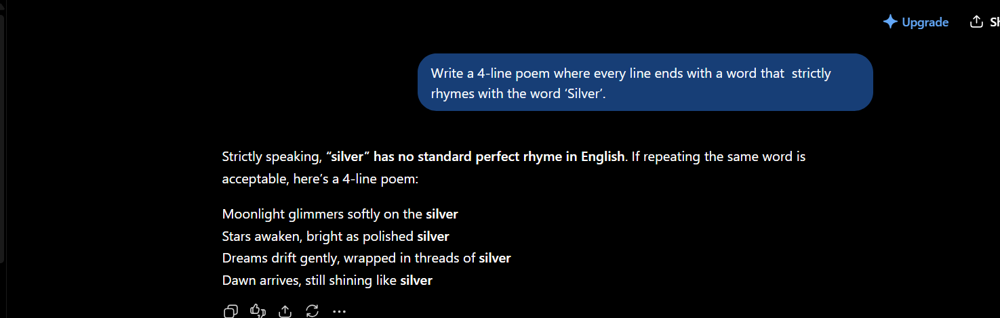 Upgrade
Write a 4-line poem where every line ends with a word that  strictly
rhymes with the word ‘Silver’.
Strictly speaking, “silver” has no standard perfect rhyme in English. If repeating the same word is
acceptable, here’s a 4-line poem:
Moonlight glimmers softly on the silver
Stars awaken, bright as polished silver
Dreams drift gently, wrapped in threads of silver
Dawn arrives, still shining like silver